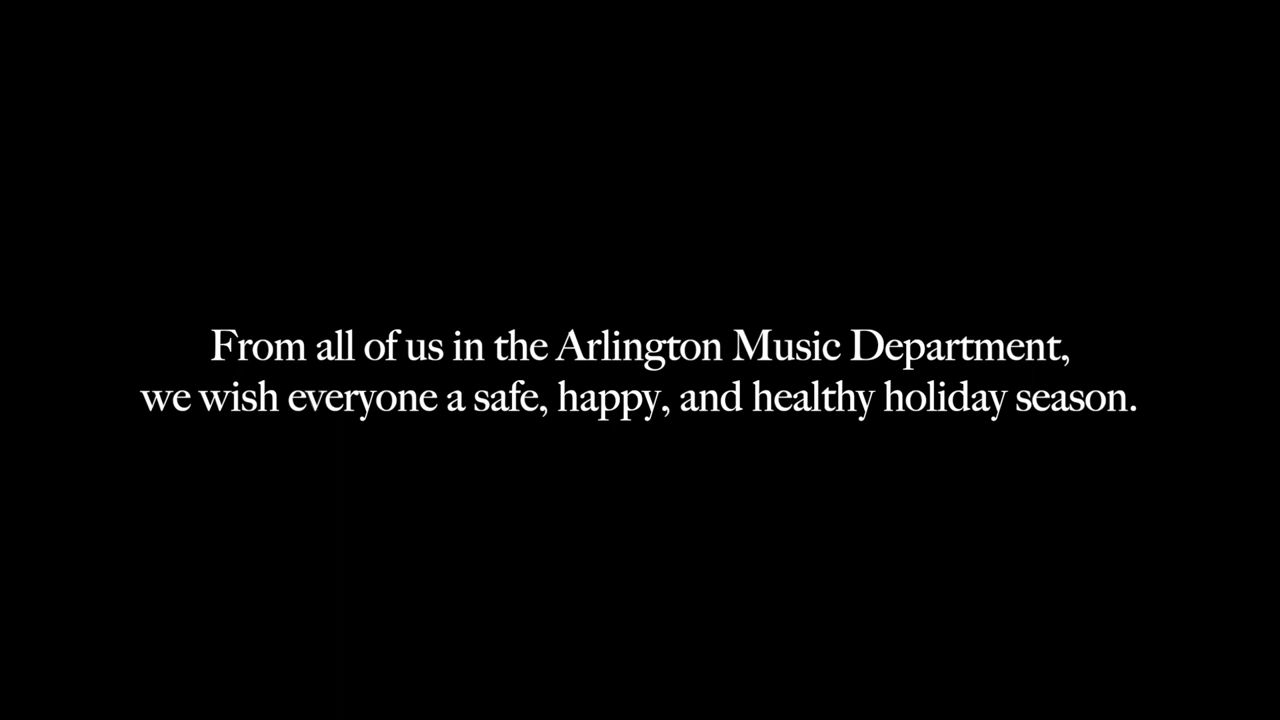 From all of us in the Arlington Music Department,
we wish everyone a safe, happy, and healthy holiday season.